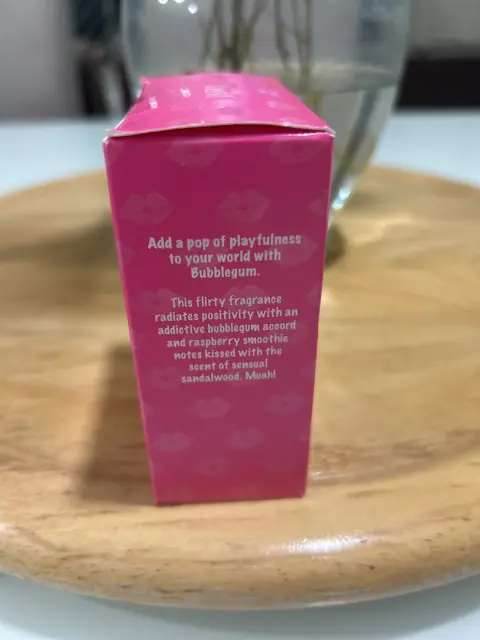 Add a pop of playfulness
to your world with
Bubblegum.
This flirty fragrance
radiates positivity with an
addictive bubblegum accord
and raspberry smoothie
notes kissed with the
scent of sensual
sandalwood. Muah!